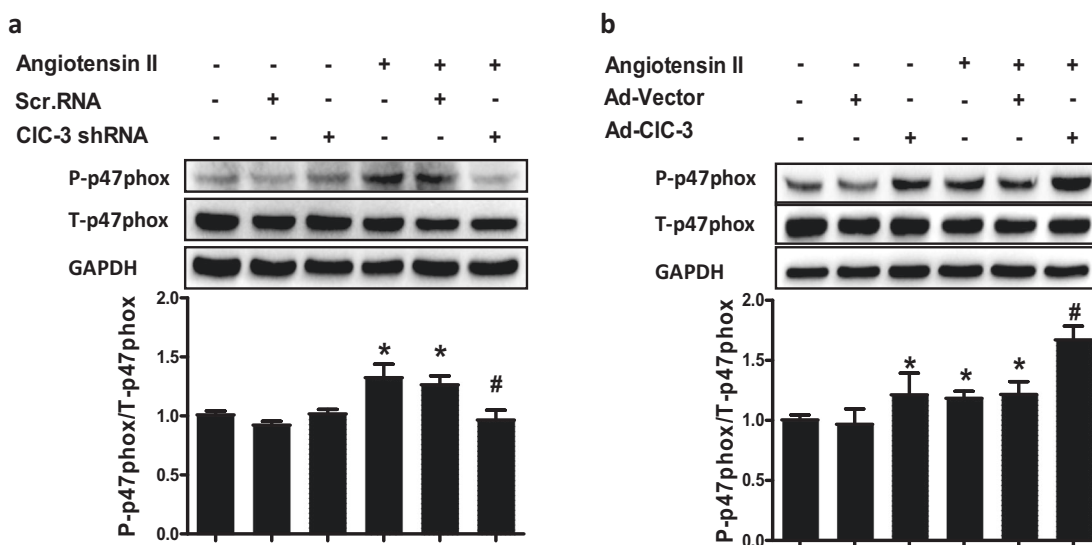 a
Angiotensin II - - - + + +
Scr.RNA - + - - + -
ClC-3 shRNA - - + - - +
P-p47phox
T-p47phox
GAPDH
P-p47phox/T-p47phox
2.0
1.5
1.0
0.5
0.0
* * #
b
Angiotensin II - - - + + +
Ad-Vector - + - - + -
Ad-ClC-3 - - + - - +
P-p47phox
T-p47phox
GAPDH
P-p47phox/T-p47phox
2.0
1.5
1.0
0.5
0.0
* * * #